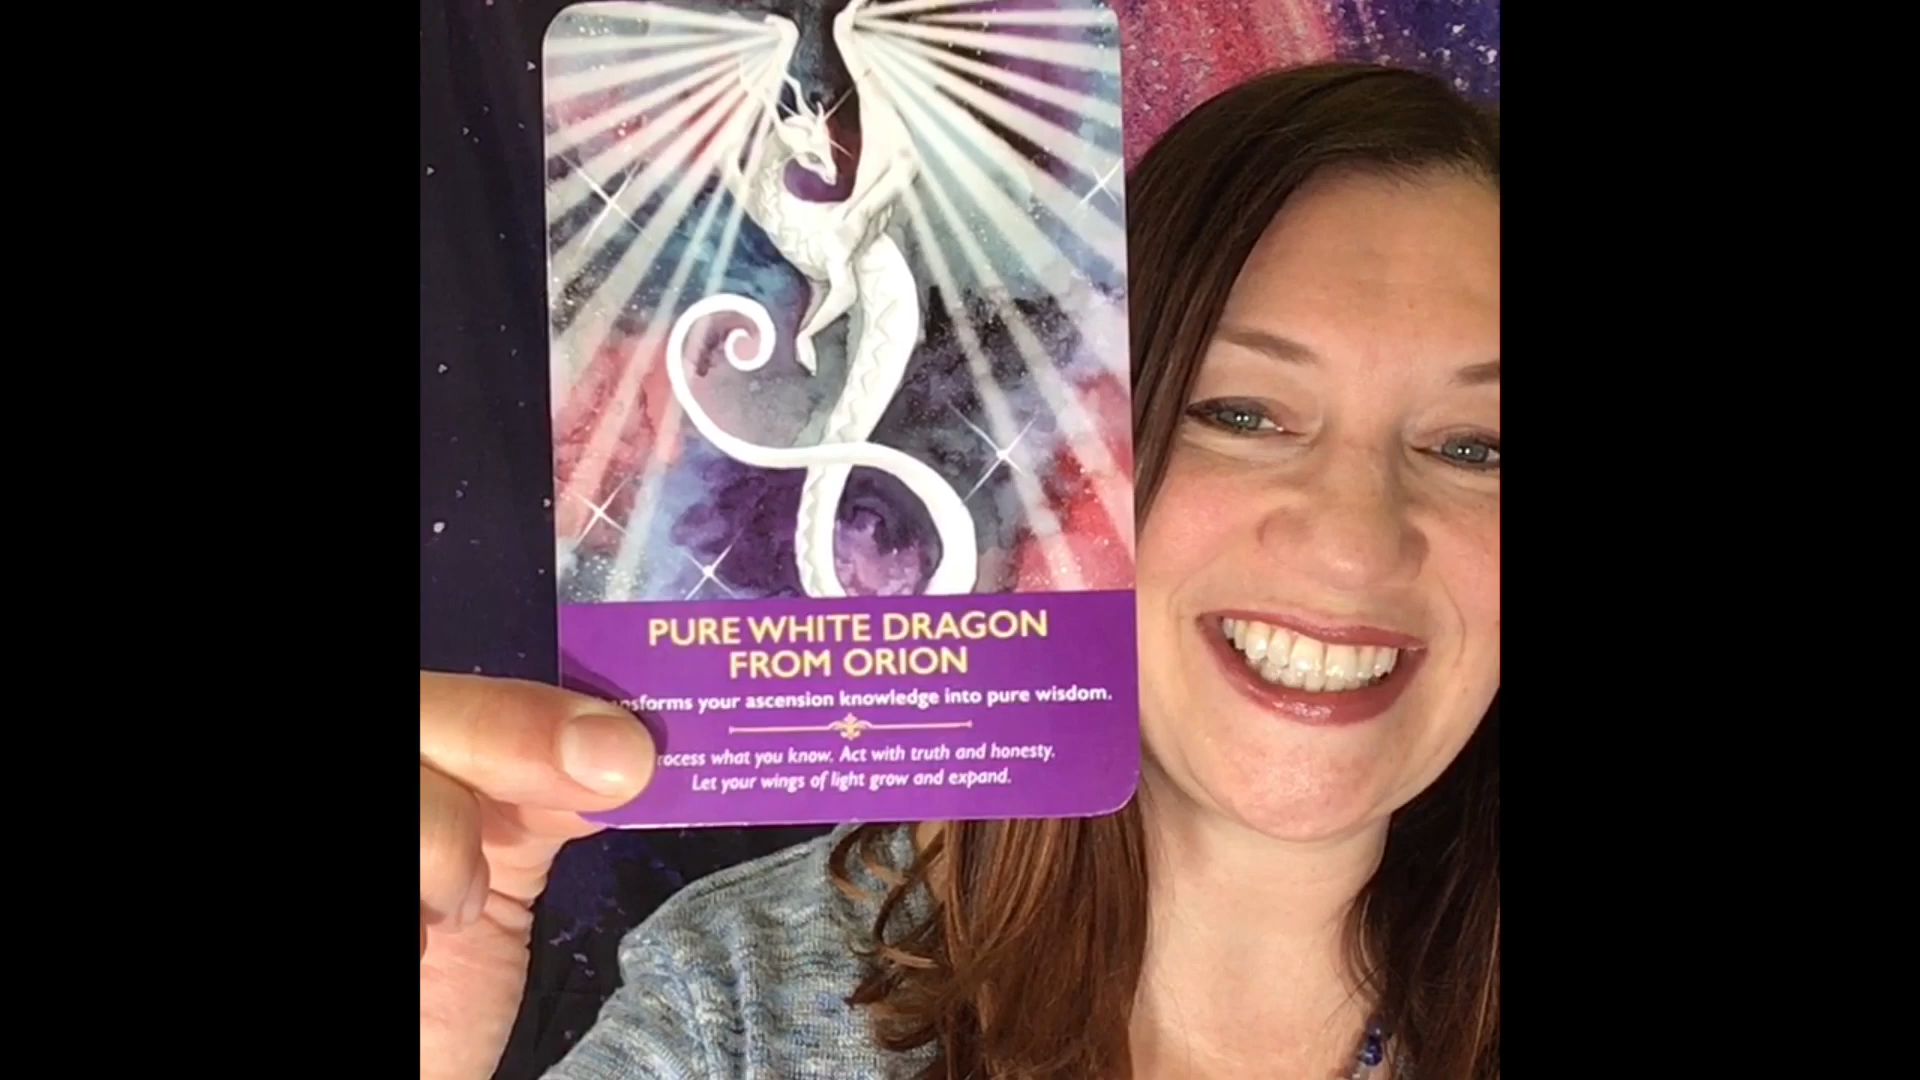 PURE WHITE DRAGON
FROM ORION
nsforms your ascension knowledge into pure wisdom.
rocess what you know. Act with truth and honesty.
Let your wings of light grow and expand.